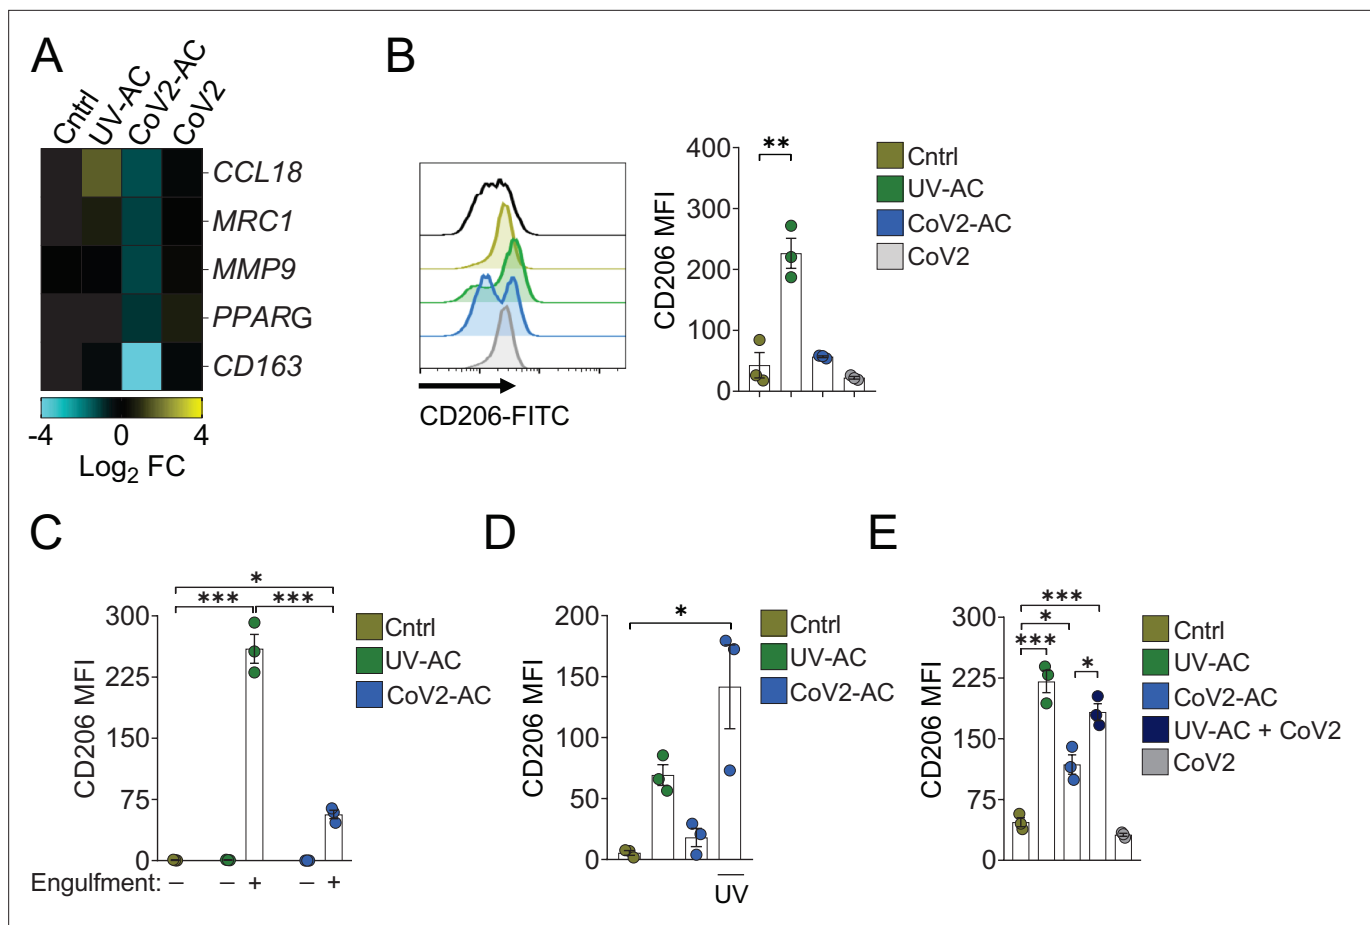 A
Cntrl
UV-AC
CoV2-AC
CoV2
CCL18
MRC1
MMP9
PPARG
CD163
-4 0 4
Log2 FC
B
CD206-FITC
CD206 MFI
400
300
200
100
0
**
Cntrl
UV-AC
CoV2-AC
CoV2
C
CD206 MFI
300
225
150
75
0
*
*** ***
Engulfment: – – + – +
Cntrl
UV-AC
CoV2-AC
D
CD206 MFI
200
150
100
50
0
*
UV
Cntrl
UV-AC
CoV2-AC
E
CD206 MFI
300
225
150
75
0
***
*
***
*
Cntrl
UV-AC
CoV2-AC
UV-AC + CoV2
CoV2